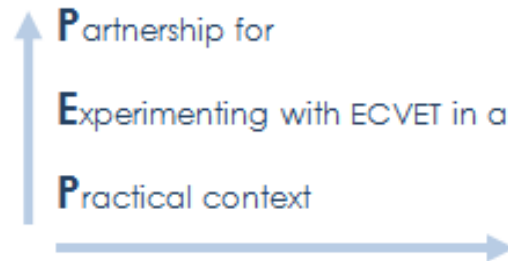 Partnership for
Experimenting with ECVET in a
Practical context